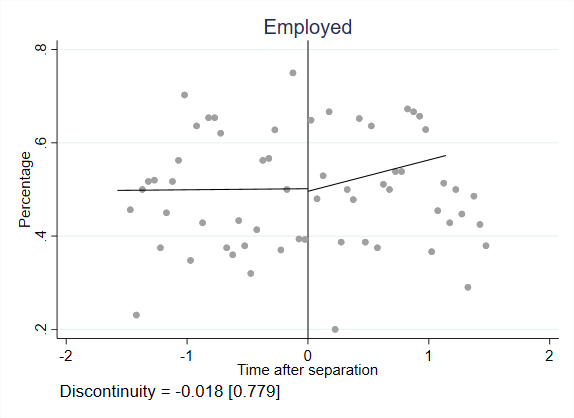 Employed
Percentage
.8
.6
.4
.2
-2 -1 0 1 2
Time after separation
Discontinuity = -0.018 [0.779]